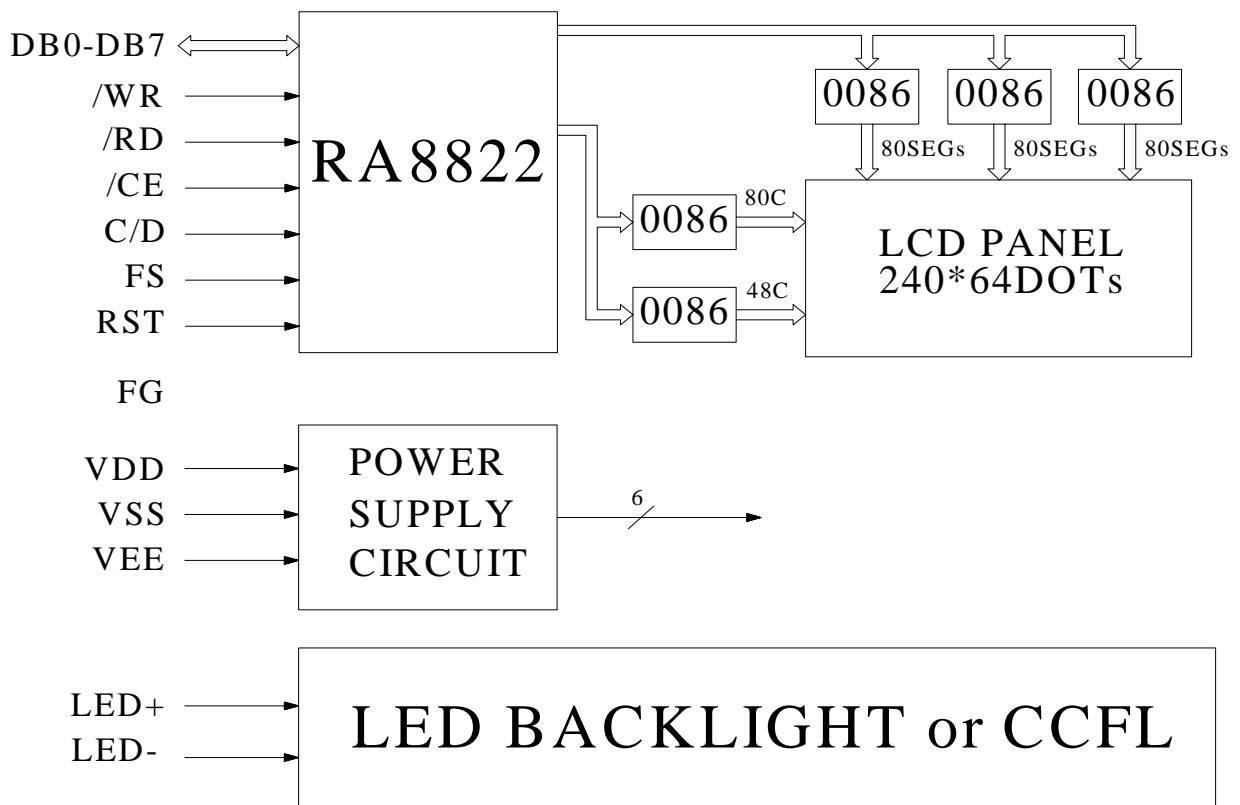 DB0-DB7
/WR
/RD
/CE
C/D
FS
RST
FG
RA8822
0086
0086
0086
80SEGs
80SEGs
80SEGs
0086
80C
0086
48C
LCD PANEL
240*64DOTs
VDD
VSS
VEE
POWER
SUPPLY
CIRCUIT
6
LED+
LED-
LED BACKLIGHT or CCFL